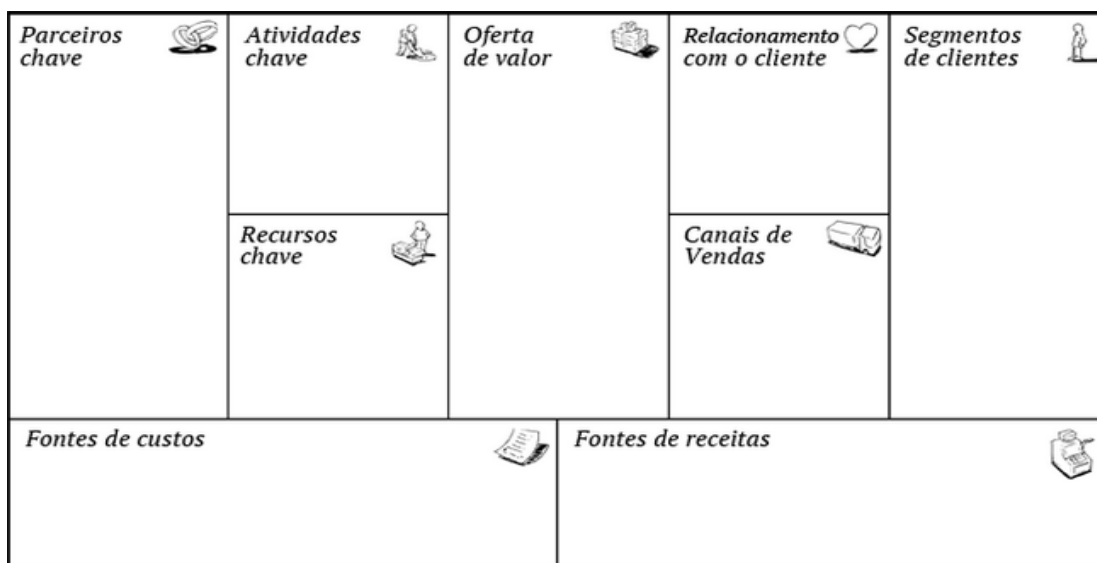 Parceiros
chave
Atividades
chave
Oferta
de valor
Relacionamento
com o cliente
Segmentos
de clientes
Recursos
chave
Canais de
Vendas
Fontes de custos
Fontes de receitas